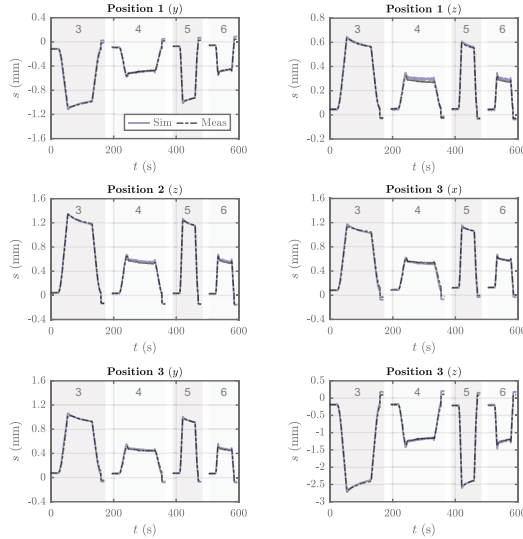 Position 1 (y)
3 4 5 6
0.4
0
-0.4
-0.8
-1.2
-1.6
s (mm)
Sim Meas
0 200 400 600
t (s)
Position 1 (z)
3 4 5 6
0.8
0.6
0.4
0.2
0
-0.2
s (mm)
0 200 400 600
t (s)
Position 2 (z)
3 4 5 6
1.6
1.2
0.8
0.4
0
-0.4
s (mm)
0 200 400 600
t (s)
Position 3 (x)
3 4 5 6
1.6
1.2
0.8
0.4
0
-0.4
s (mm)
0 200 400 600
t (s)
Position 3 (y)
3 4 5 6
1.6
1.2
0.8
0.4
0
-0.4
s (mm)
0 200 400 600
t (s)
Position 3 (z)
3 4 5 6
0.5
0
-0.5
-1
-1.5
-2
-2.5
-3
s (mm)
0 200 400 600
t (s)